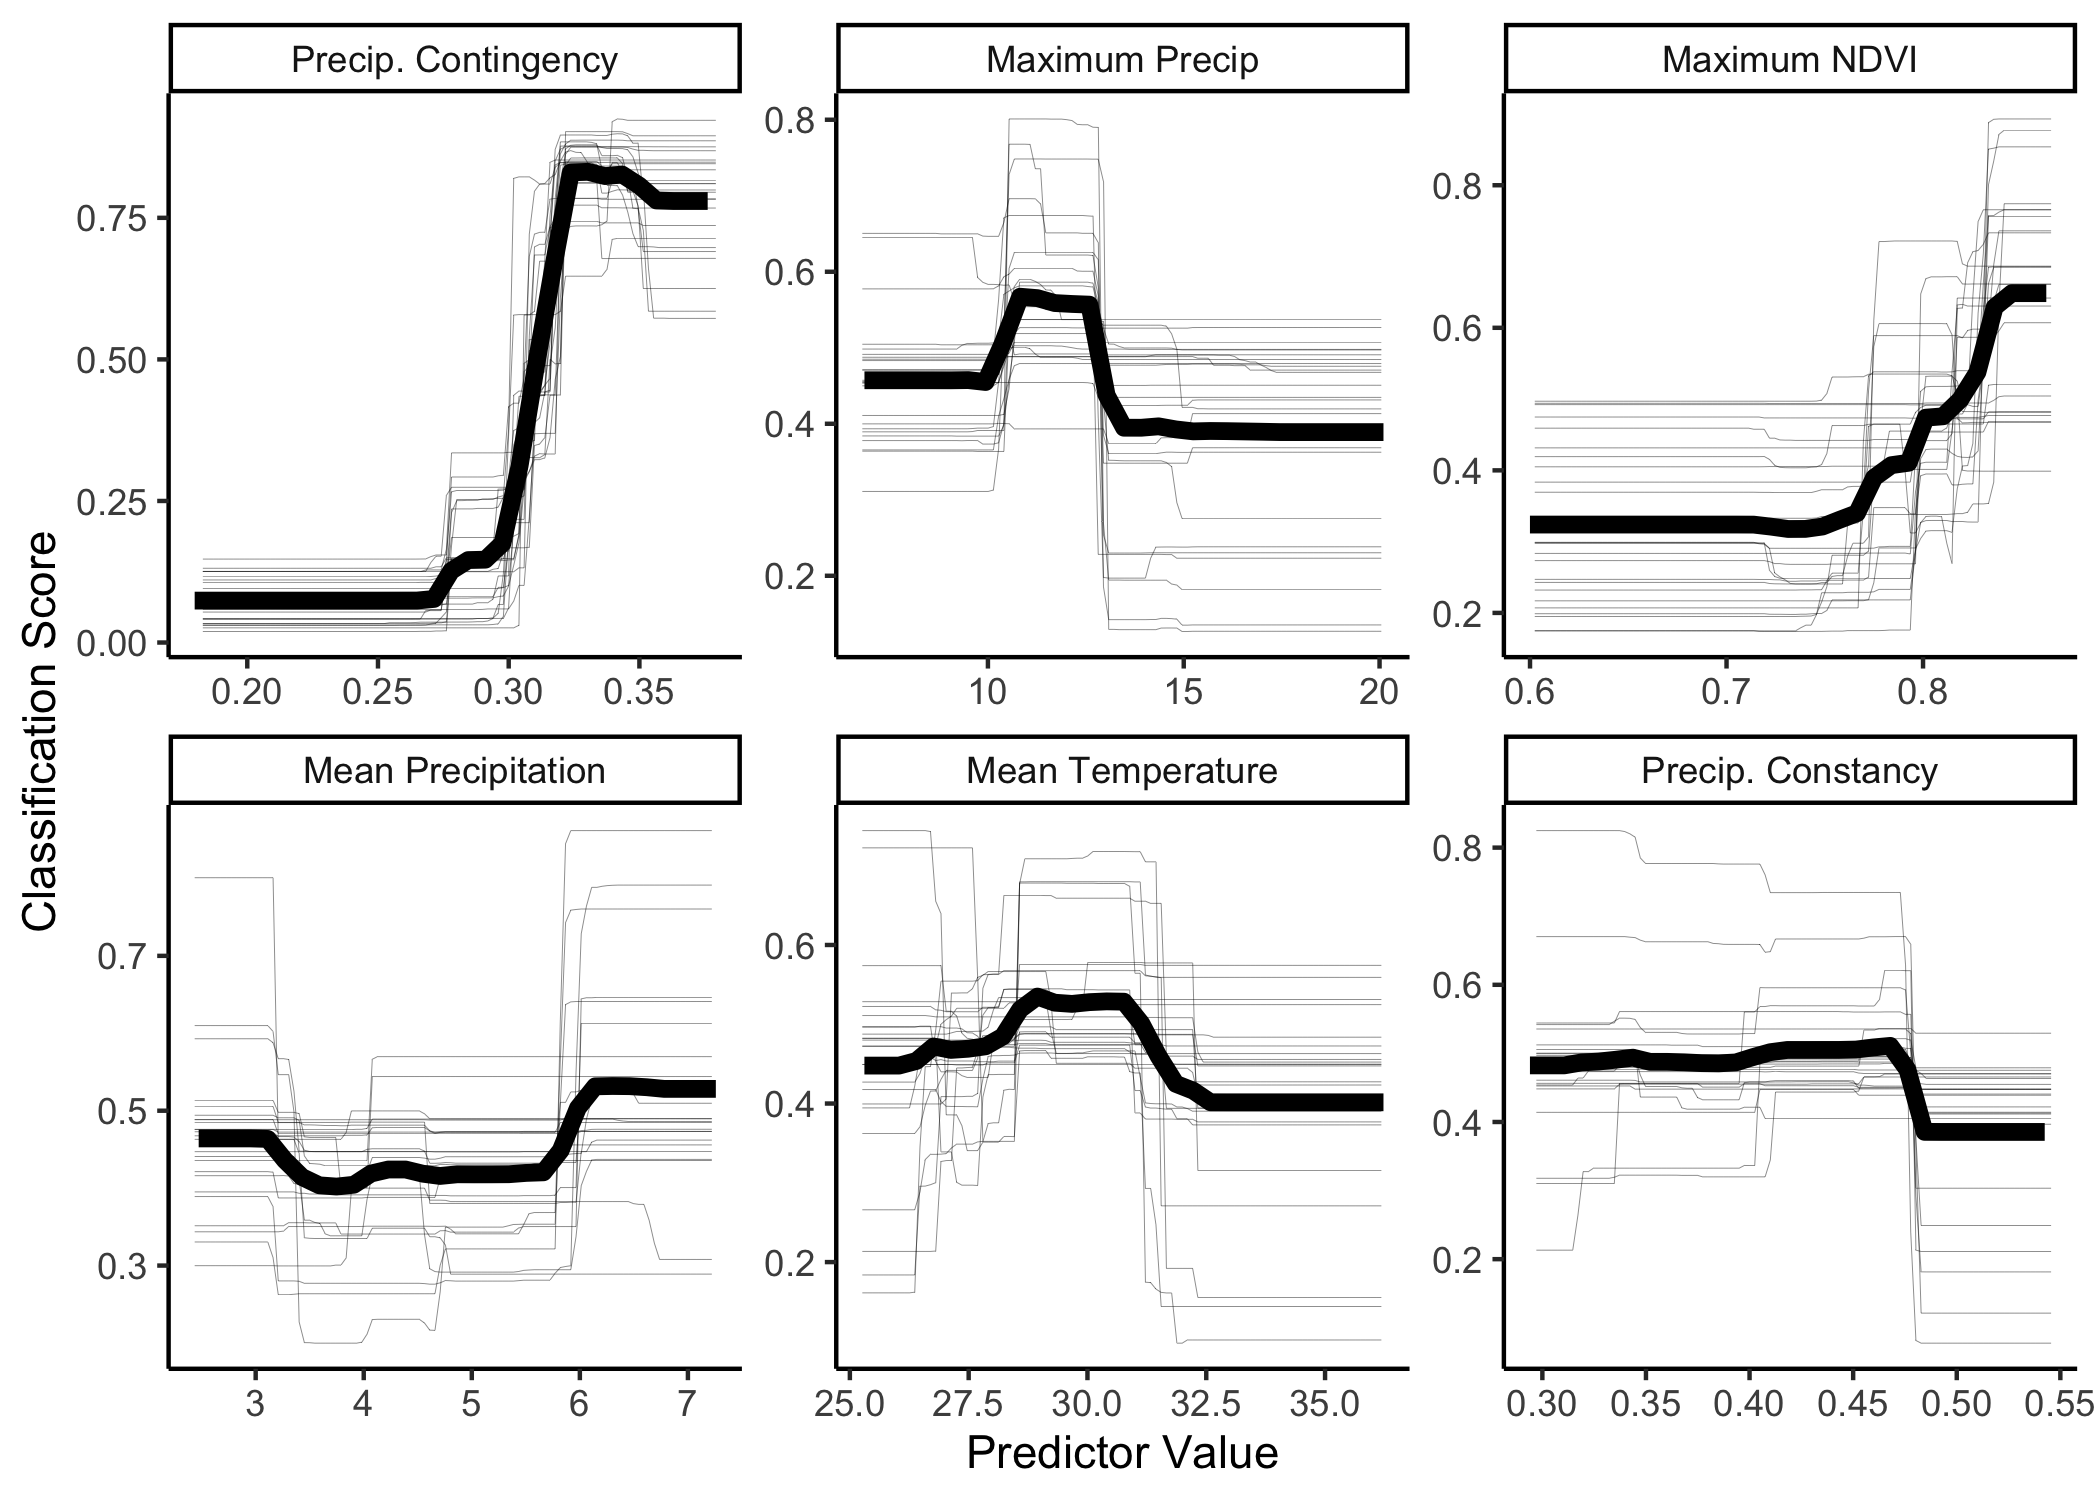 Precip. Contingency
Maximum Precip
Maximum NDVI
0.75
0.50
0.25
0.00
0.20 0.25 0.30 0.35
0.8
0.6
0.4
0.2
10 15 20
0.8
0.6
0.4
0.2
0.6 0.7 0.8
Classification Score
Mean Precipitation
Mean Temperature
Precip. Constancy
0.7
0.5
0.3
3 4 5 6 7
0.6
0.4
0.2
25.0 27.5 30.0 32.5 35.0
0.8
0.6
0.4
0.2
0.30 0.35 0.40 0.45 0.50 0.55
Predictor Value